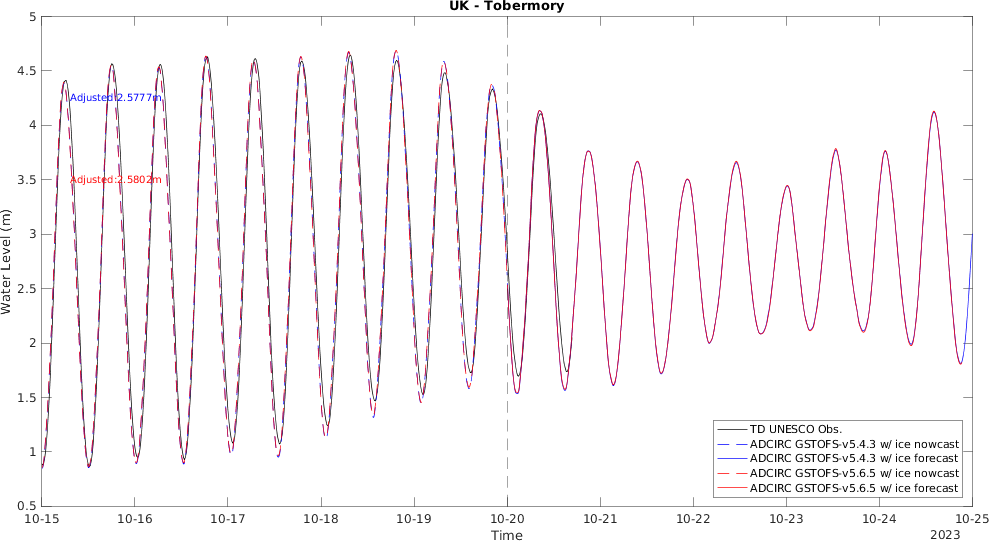 UK - Tobermory
5
4.5
4
3.5
3
2.5
2
1.5
1
0.5
Water Level (m)
Adjusted:2.5777m
Adjusted:2.5802m
TD UNESCO Obs.
ADCIRC GSTOFS-v5.4.3 w/ ice nowcast
ADCIRC GSTOFS-v5.4.3 w/ ice forecast
ADCIRC GSTOFS-v5.6.5 w/ ice nowcast
ADCIRC GSTOFS-v5.6.5 w/ ice forecast
10-15 10-16 10-17 10-18 10-19 10-20 10-21 10-22 10-23 10-24 10-25
Time
2023